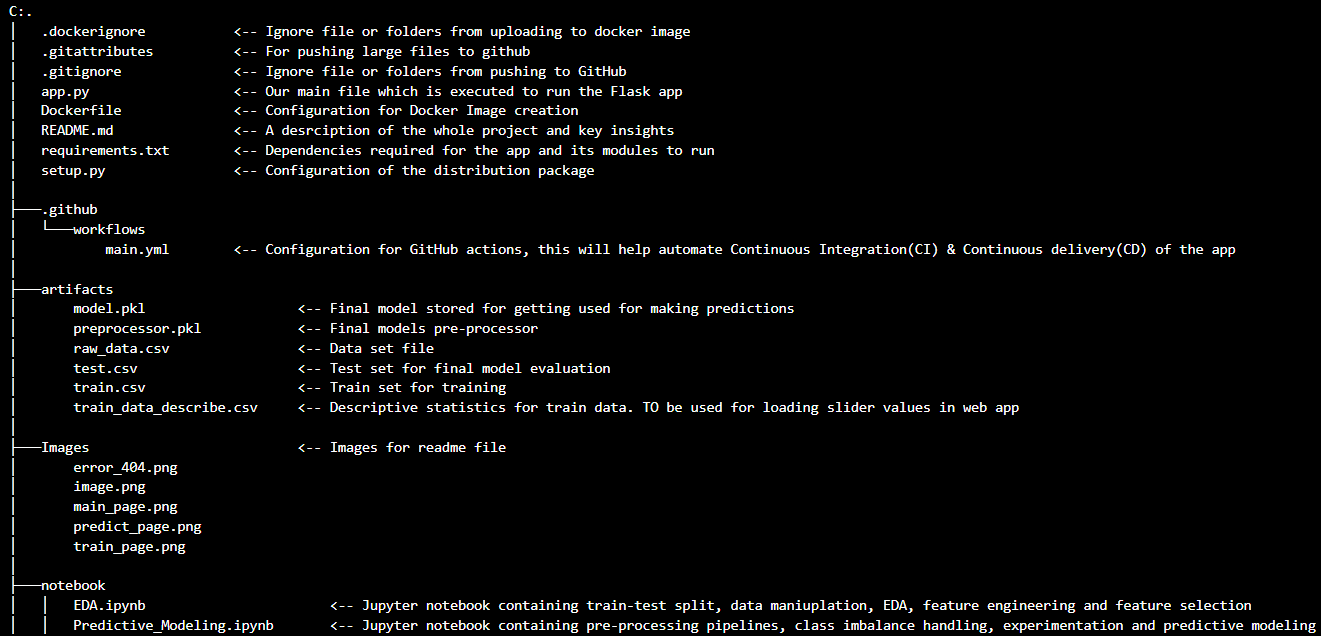 C:.
│   .dockerignore           <-- Ignore file or folders from uploading to docker image
│   .gitattributes          <-- For pushing large files to github
│   .gitignore              <-- Ignore file or folders from pushing to GitHub
│   app.py                  <-- Our main file which is executed to run the Flask app
│   Dockerfile              <-- Configuration for Docker Image creation
│   README.md               <-- A desrciption of the whole project and key insights
│   requirements.txt        <-- Dependencies required for the app and its modules to run
│   setup.py                <-- Configuration of the distribution package
│
├───.github
│   └───workflows
│           main.yml        <-- Configuration for GitHub actions, this will help automate Continuous Integration(CI) & Continuous delivery(CD) of the app
│
├───artifacts
│       model.pkl                   <-- Final model stored for getting used for making predictions
│       preprocessor.pkl            <-- Final models pre-processor
│       raw_data.csv                <-- Data set file
│       test.csv                    <-- Test set for final model evaluation
│       train.csv                   <-- Train set for training
│       train_data_describe.csv     <-- Descriptive statistics for train data. TO be used for loading slider values in web app
│
├───Images                          <-- Images for readme file
│       error_404.png
│       image.png
│       main_page.png
│       predict_page.png
│       train_page.png
│
├───notebook
│   │   EDA.ipynb                       <-- Jupyter notebook containing train-test split, data maniuplation, EDA, feature engineering and feature selection
│   │   Predictive_Modeling.ipynb       <-- Jupyter notebook containing pre-processing pipelines, class imbalance handling, experimentation and predictive modeling